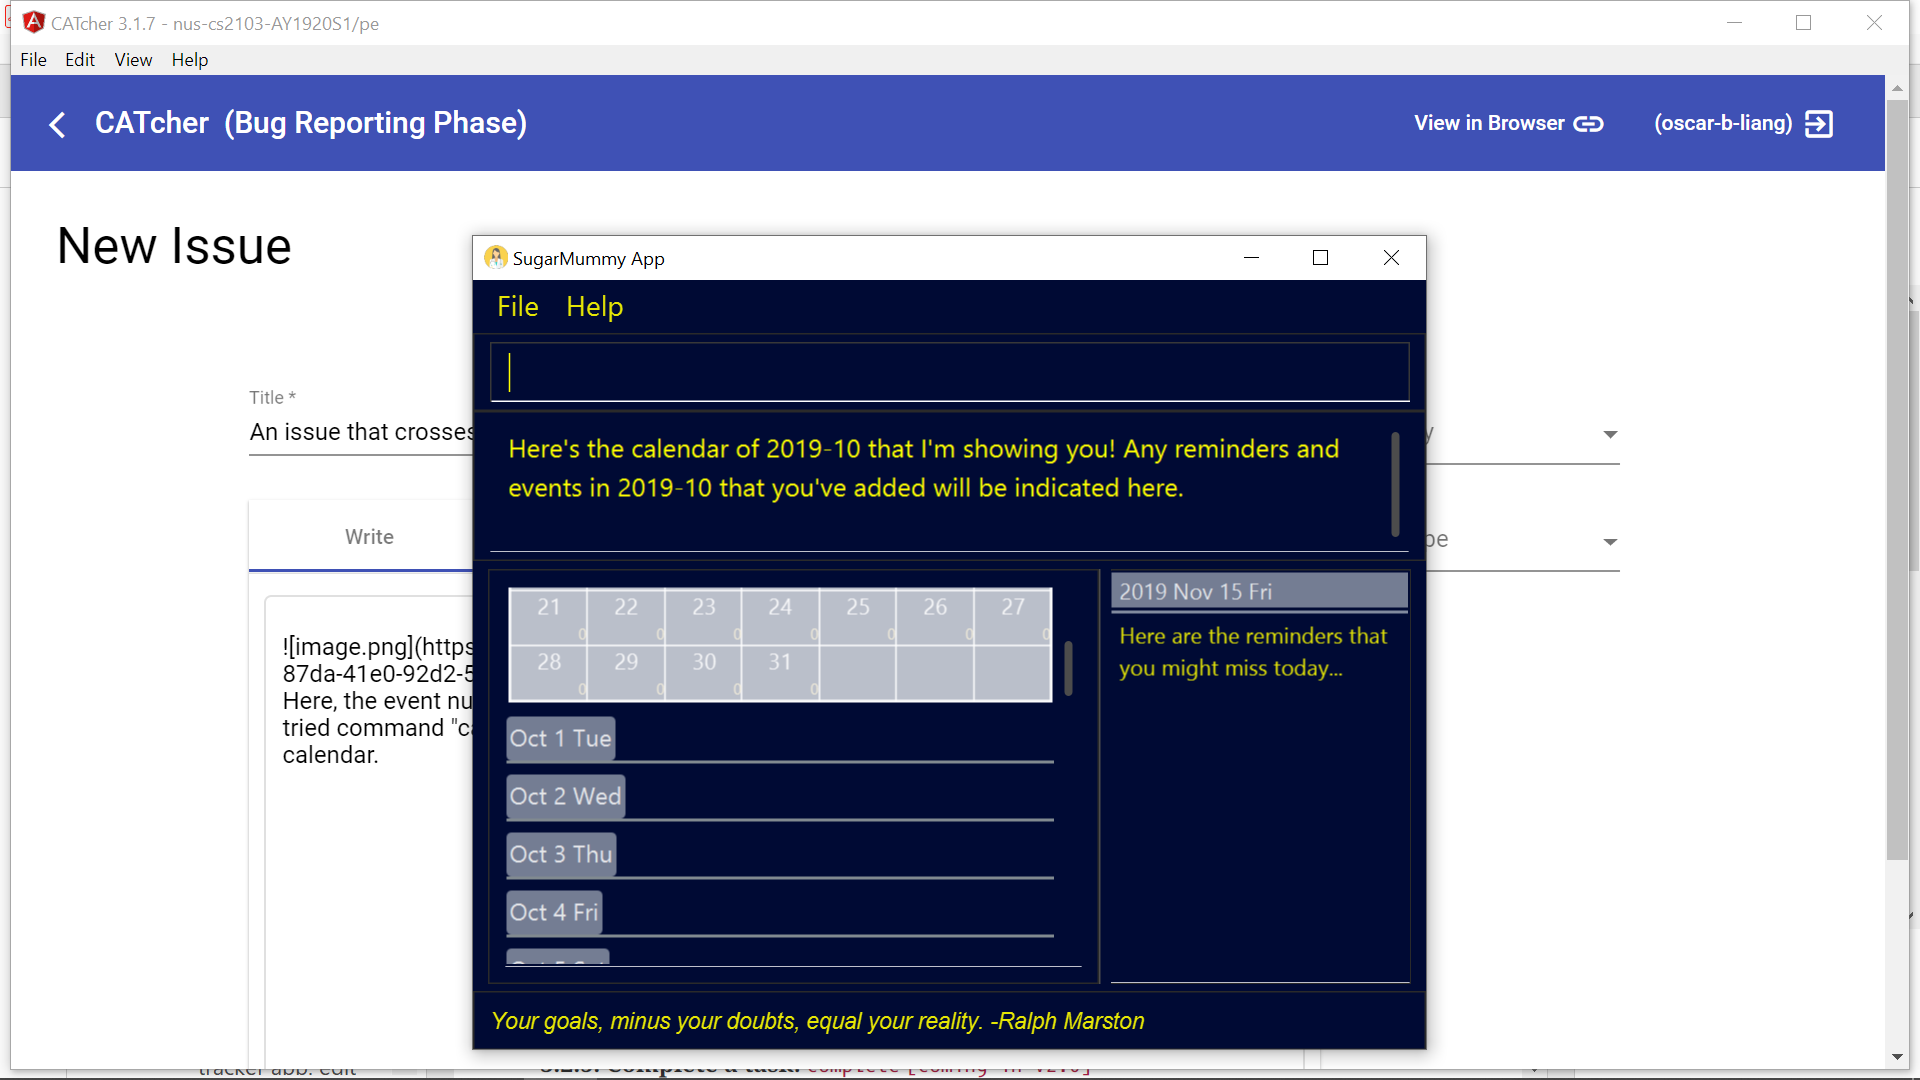 CATcher 3.1.7 - nus-cs2103-AY1920S1/pe
File Edit View Help
CATcher (Bug Reporting Phase)
View in Browser
(oscar-b-liang)
New Issue
Title *
An issue that crosses
Write
![image.png](https
87da-41e0-92d2-5
Here, the event nu
tried command "ca
calendar.
SugarMummy App
File Help
Here's the calendar of 2019-10 that I'm showing you! Any reminders and
events in 2019-10 that you've added will be indicated here.
21 22 23 24 25 26 27
0 0 0 0 0 0 0
28 29 30 31
0 0 0 0
Oct 1 Tue
Oct 2 Wed
Oct 3 Thu
Oct 4 Fri
2019 Nov 15 Fri
Here are the reminders that
you might miss today...
Your goals, minus your doubts, equal your reality. -Ralph Marston